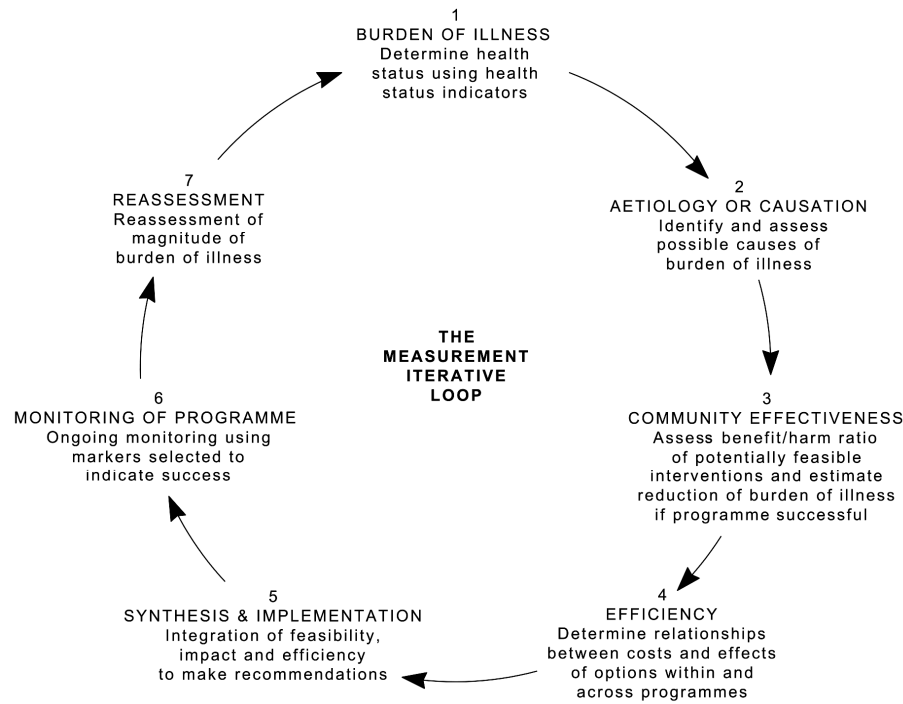 1
BURDEN OF ILLNESS
Determine health
status using health
status indicators
2
AETIOLOGY OR CAUSATION
Identify and assess
possible causes of
burden of illness
3
COMMUNITY EFFECTIVENESS
Assess benefit/harm ratio
of potentially feasible
interventions and estimate
reduction of burden of illness
if programme successful
4
EFFICIENCY
Determine relationships
between costs and effects
of options within and
across programmes
5
SYNTHESIS & IMPLEMENTATION
Integration of feasibility,
impact and efficiency
to make recommendations
6
MONITORING OF PROGRAMME
Ongoing monitoring using
markers selected to
indicate success
7
REASSESSMENT
Reassessment of
magnitude of
burden of illness
THE
MEASUREMENT
ITERATIVE
LOOP